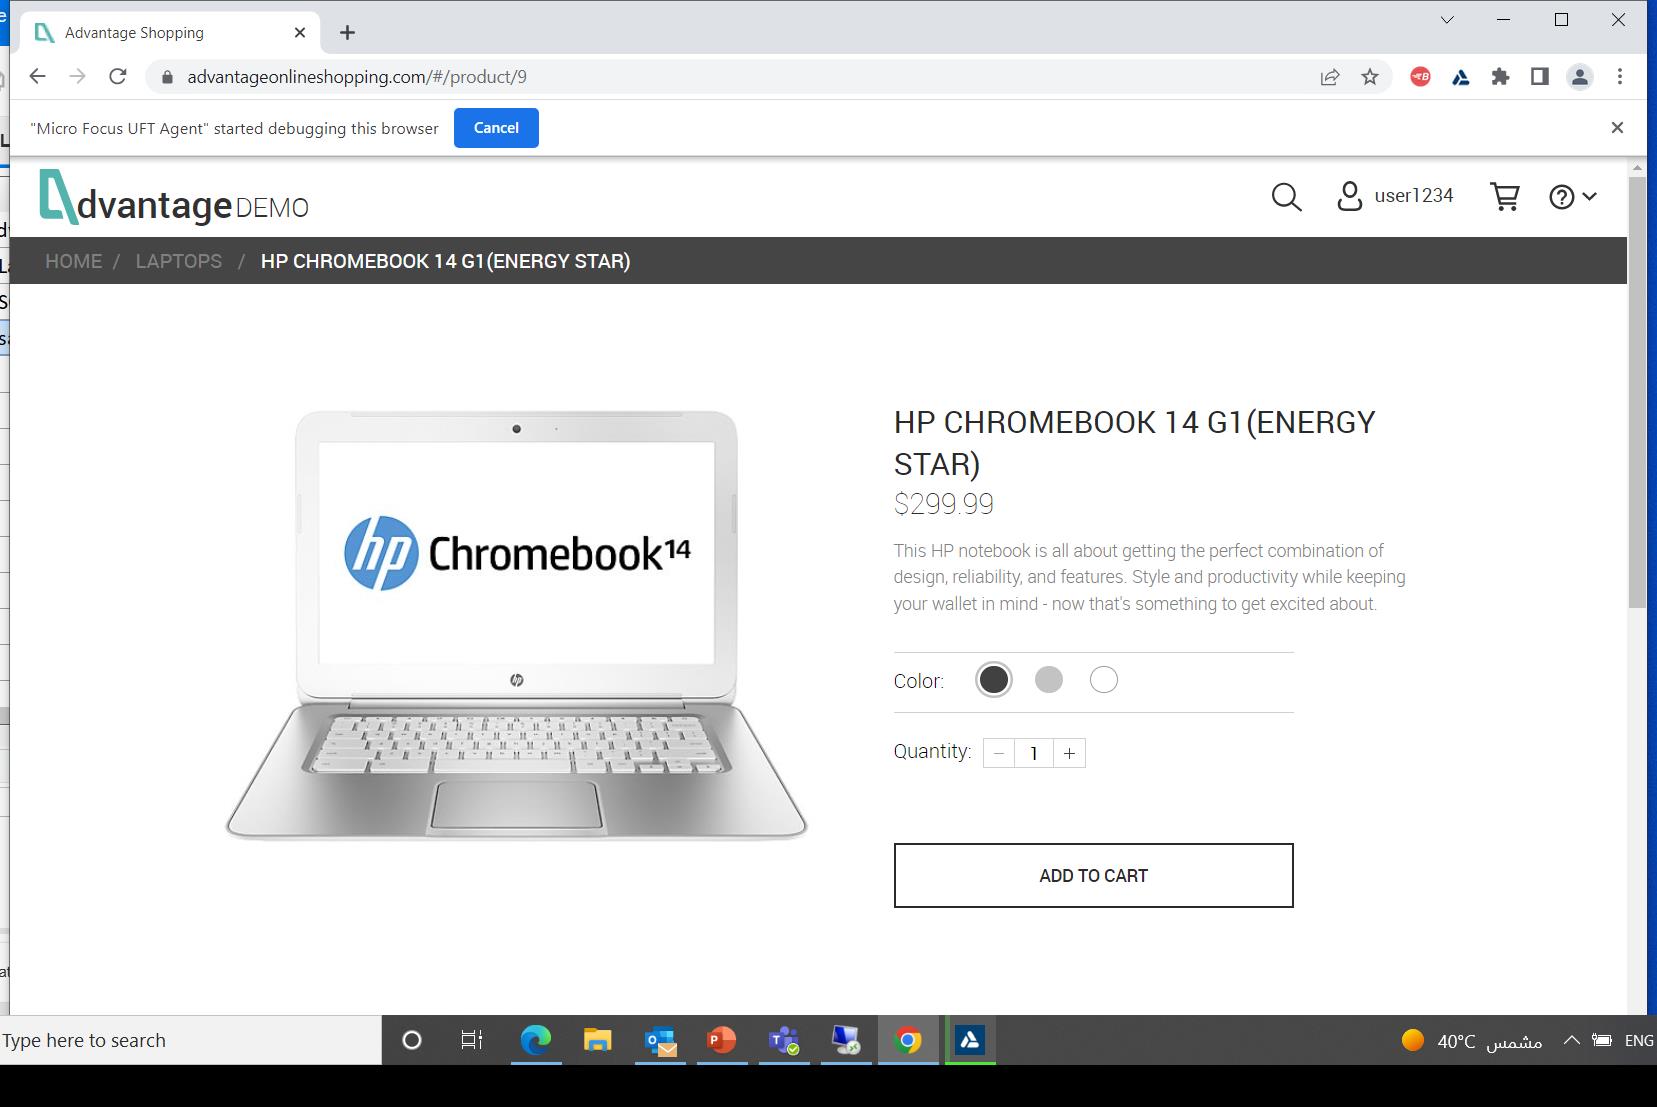 Advantage Shopping
advantageonlineshopping.com/#/product/9
"Micro Focus UFT Agent" started debugging this browser
Cancel
dvantage DEMO
user1234
HOME / LAPTOPS / HP CHROMEBOOK 14 G1(ENERGY STAR)
hp Chromebook14
hp
HP CHROMEBOOK 14 G1(ENERGY
STAR)
$299.99
This HP notebook is all about getting the perfect combination of
design, reliability, and features. Style and productivity while keeping
your wallet in mind - now that's something to get excited about.
Color:
Quantity: − 1 +
ADD TO CART
Type here to search
40°C مشمس ENG